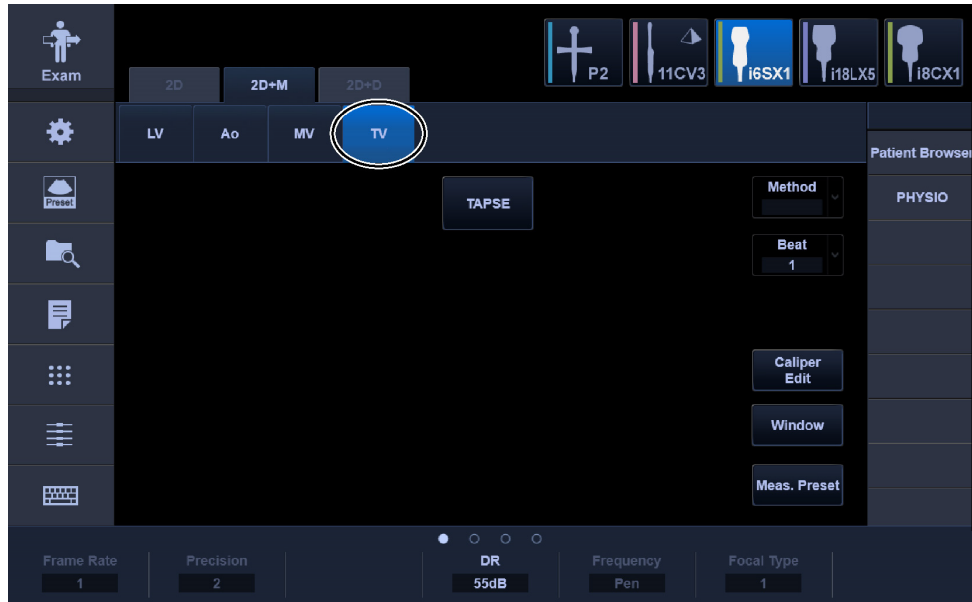 Exam
2D
2D+M
2D+D
P2
11CV3
i6SX1
i18LX5
i8CX1
LV
Ao
MV
TV
Patient Browser
Preset
TAPSE
Method
PHYSIO
Beat
1
Caliper
Edit
Window
Meas. Preset
Frame Rate
1
Precision
2
DR
55dB
Frequency
Pen
Focal Type
1